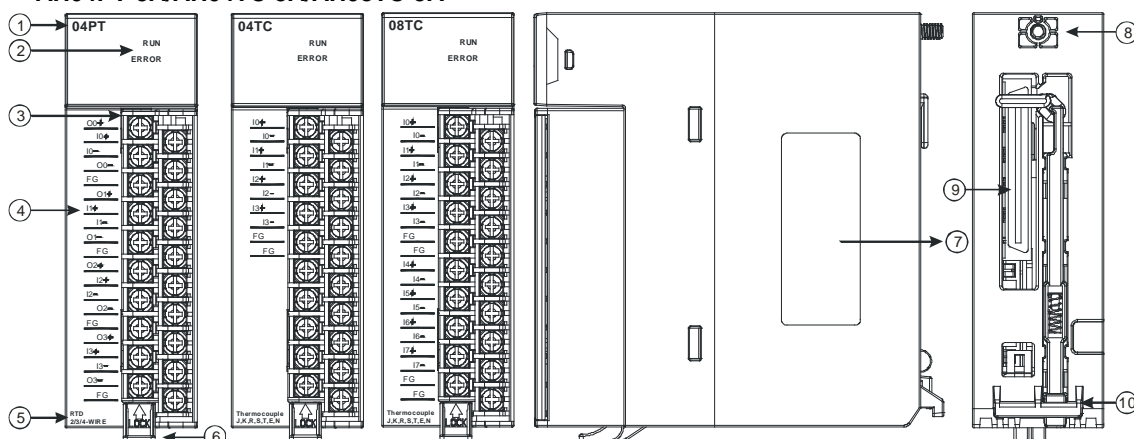 1
04PT
RUN
ERROR
2
3
O0+
I0+
I0-
O0-
FG
O1+
4
I1+
I1-
O1-
FG
O2+
I2+
I2-
O2-
FG
O3+
I3+
I3-
O3-
FG
5
RTD
2/3/4-WIRE
LOCK
6
04TC
RUN
ERROR
I0+
I0-
I1+
I1-
I2+
I2-
I3+
I3-
FG
FG
Thermocouple
J,K,R,S,T,E,N
LOCK
08TC
RUN
ERROR
I0+
I0-
I1+
I1-
I2+
I2-
I3+
I3-
FG
FG
I4+
I4-
I5+
I5-
I6+
I6-
I7+
I7-
FG
FG
Thermocouple
J,K,R,S,T,E,N
LOCK
7
8
9
10